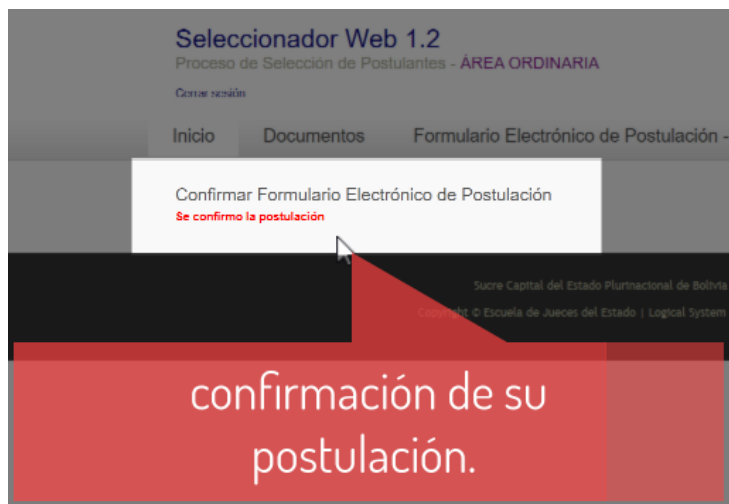 Seleccionador Web 1.2
Proceso de Selección de Postulantes - ÁREA ORDINARIA
Cerrar sesión
Inicio Documentos Formulario Electrónico de Postulación -
Confirmar Formulario Electrónico de Postulación
Se confirmo la postulación
Sucre Capital del Estado Plurinacional de Bolivia
Copyright © Escuela de Jueces del Estado | Logical System
confirmación de su
postulación.